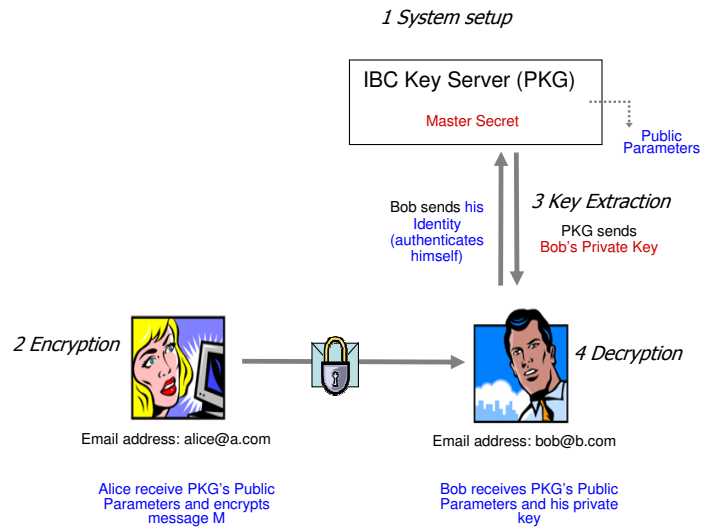 1 System setup
IBC Key Server (PKG)
Master Secret
Public
Parameters
Bob sends his
Identity
(authenticates
himself)
3 Key Extraction
PKG sends
Bob's Private Key
2 Encryption
4 Decryption
Email address: alice@a.com
Email address: bob@b.com
Alice receive PKG's Public
Parameters and encrypts
message M
Bob receives PKG's Public
Parameters and his private
key